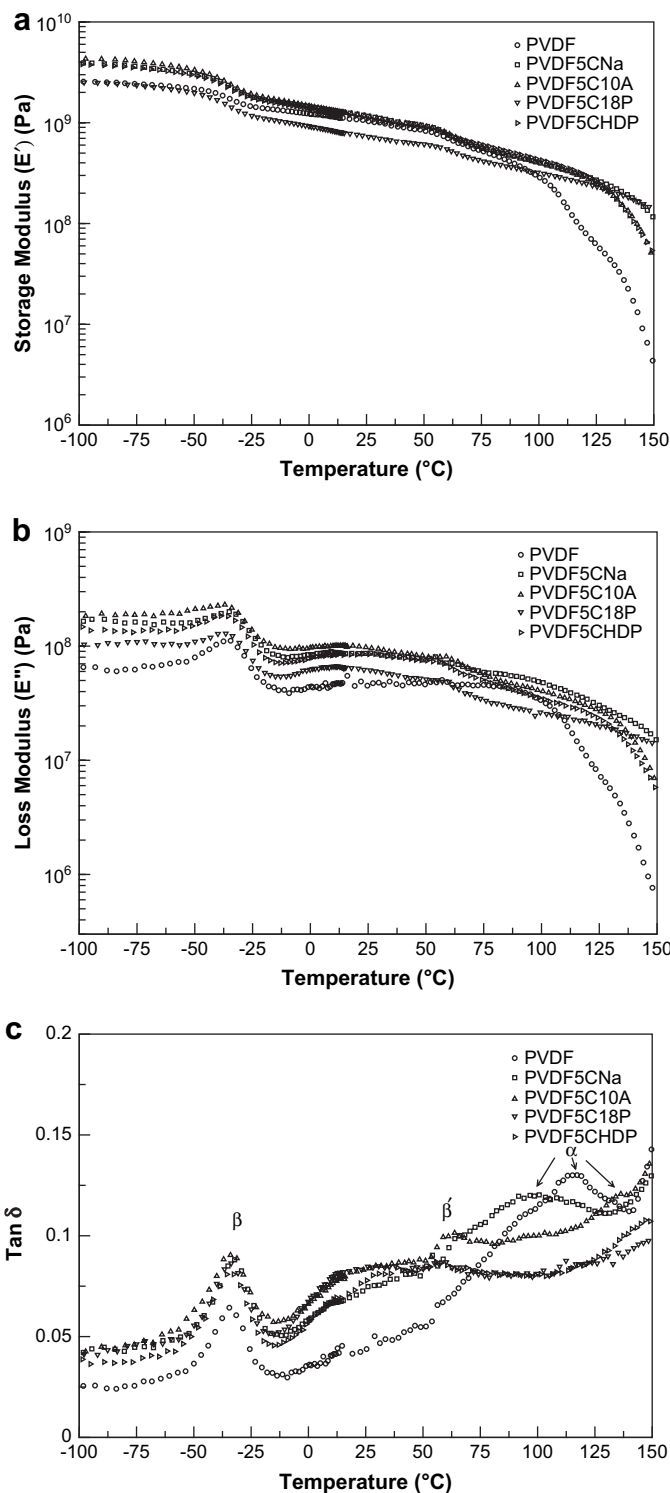 a
10^10
10^9
10^8
10^7
10^6
Storage Modulus (E′) (Pa)
PVDF
PVDF5CNa
PVDF5C10A
PVDF5C18P
PVDF5CHDP
-100 -75 -50 -25 0 25 50 75 100 125 150
Temperature (°C)
b
10^9
10^8
10^7
10^6
Loss Modulus (E") (Pa)
PVDF
PVDF5CNa
PVDF5C10A
PVDF5C18P
PVDF5CHDP
-100 -75 -50 -25 0 25 50 75 100 125 150
Temperature (°C)
c
0.2
0.15
0.1
0.05
0
Tan δ
PVDF
PVDF5CNa
PVDF5C10A
PVDF5C18P
PVDF5CHDP
α
β
β′
-100 -75 -50 -25 0 25 50 75 100 125 150
Temperature (°C)